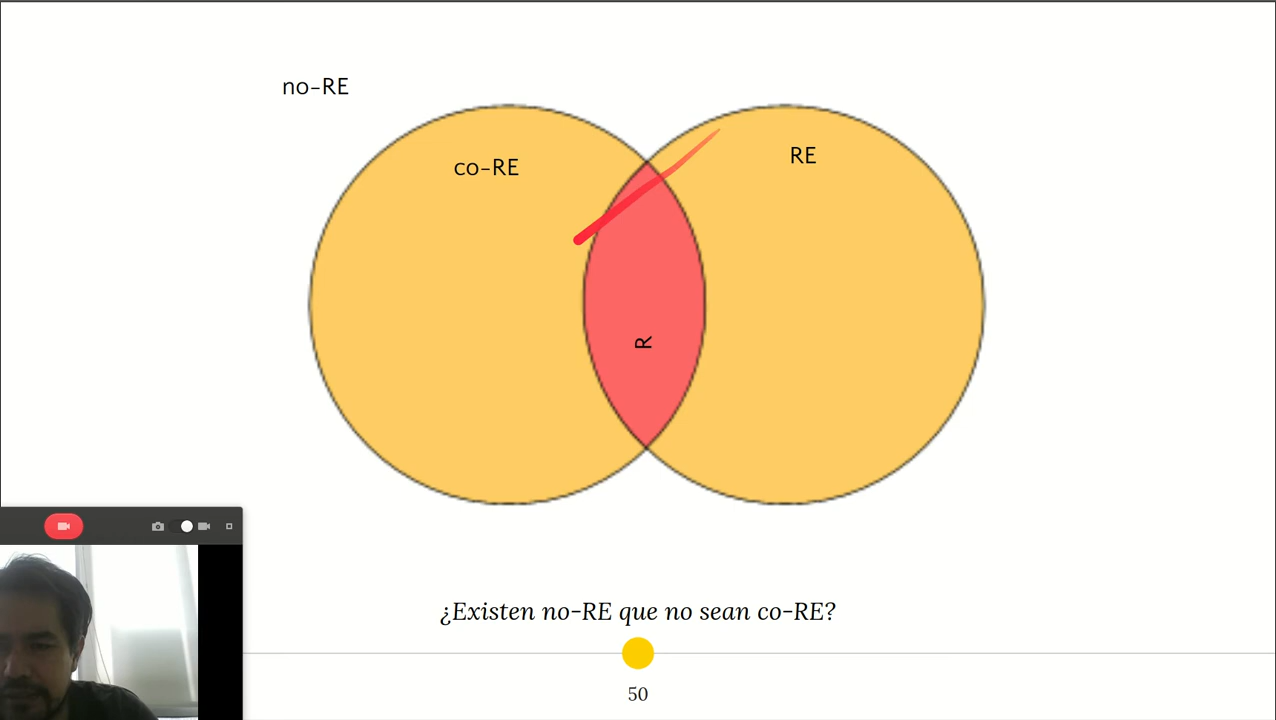 no-RE
co-RE
RE
R
¿Existen no-RE que no sean co-RE?
50